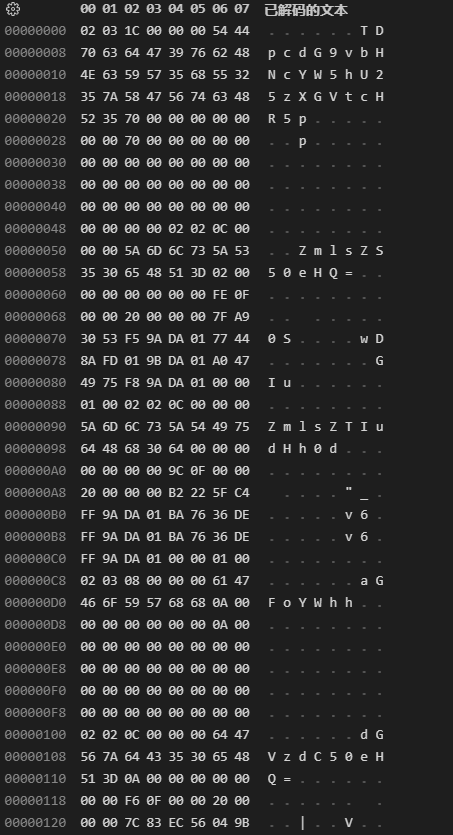 00 01 02 03 04 05 06 07 已解码的文本
00000000 02 03 1C 00 00 00 54 44 . . . . . . T D
00000008 70 63 64 47 39 76 62 48 p c d G 9 v b H
00000010 4E 63 59 57 35 68 55 32 N c Y W 5 h U 2
00000018 35 7A 58 47 56 74 63 48 5 z X G V t c H
00000020 52 35 70 00 00 00 00 00 R 5 p . . . . .
00000028 00 00 70 00 00 00 00 00 . . p . . . . .
00000030 00 00 00 00 00 00 00 00 . . . . . . . .
00000038 00 00 00 00 00 00 00 00 . . . . . . . .
00000040 00 00 00 00 00 00 00 00 . . . . . . . .
00000048 00 00 00 00 02 02 0C 00 . . . . . . . .
00000050 00 00 5A 6D 6C 73 5A 53 . . Z m l s Z S
00000058 35 30 65 48 51 3D 02 00 5 0 e H Q = . .
00000060 00 00 00 00 00 00 FE 0F . . . . . . . .
00000068 00 00 20 00 00 00 7F A9 . .   . . . . .
00000070 30 53 F5 9A DA 01 77 44 0 S . . . . w D
00000078 8A FD 01 9B DA 01 A0 47 . . . . . . . G
00000080 49 75 F8 9A DA 01 00 00 I u . . . . . .
00000088 01 00 02 02 0C 00 00 00 . . . . . . . .
00000090 5A 6D 6C 73 5A 54 49 75 Z m l s Z T I u
00000098 64 48 68 30 64 00 00 00 d H h 0 d . . .
000000A0 00 00 00 00 9C 0F 00 00 . . . . . . . .
000000A8 20 00 00 00 B2 22 5F C4   . . . . " _ .
000000B0 FF 9A DA 01 BA 76 36 DE . . . . . v 6 .
000000B8 FF 9A DA 01 BA 76 36 DE . . . . . v 6 .
000000C0 FF 9A DA 01 00 00 01 00 . . . . . . . .
000000C8 02 03 08 00 00 00 61 47 . . . . . . a G
000000D0 46 6F 59 57 68 68 0A 00 F o Y W h h . .
000000D8 00 00 00 00 00 00 0A 00 . . . . . . . .
000000E0 00 00 00 00 00 00 00 00 . . . . . . . .
000000E8 00 00 00 00 00 00 00 00 . . . . . . . .
000000F0 00 00 00 00 00 00 00 00 . . . . . . . .
000000F8 00 00 00 00 00 00 00 00 . . . . . . . .
00000100 02 02 0C 00 00 00 64 47 . . . . . . d G
00000108 56 7A 64 43 35 30 65 48 V z d C 5 0 e H
00000110 51 3D 0A 00 00 00 00 00 Q = . . . . . .
00000118 00 00 F6 0F 00 00 20 00 . . . . . .   .
00000120 00 00 7C 83 EC 56 04 9B . . | . . V . .